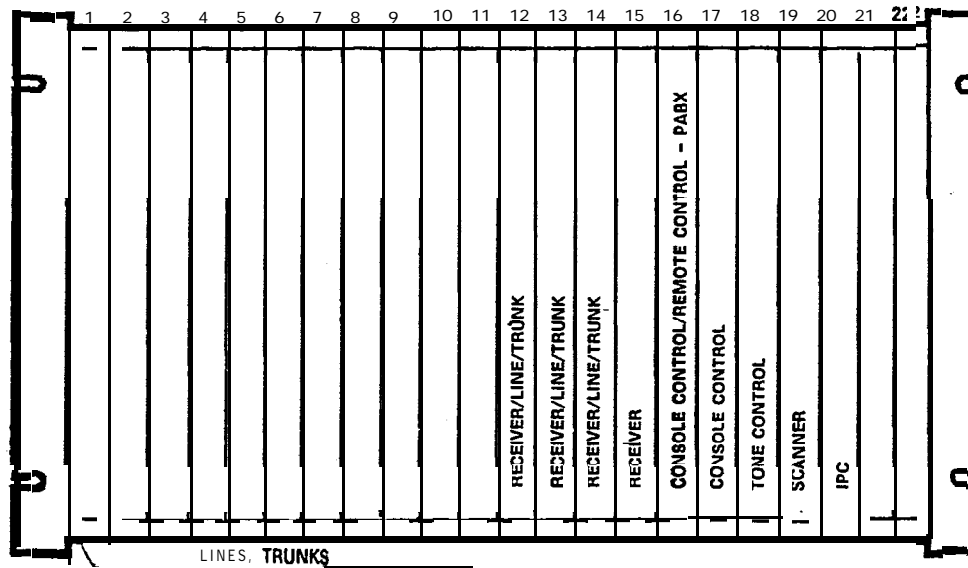 1 2 3 4 5 6 7 8 9 10 11 12 13 14 15 16 17 18 19 20 21 22
RECEIVER/LINE/TRUNK
RECEIVER/LINE/TRUNK
RECEIVER/LINE/TRUNK
RECEIVER
CONSOLE CONTROL/REMOTE CONTROL - PABX
CONSOLE CONTROL
TONE CONTROL
SCANNER
IPC
LINES, TRUNKS